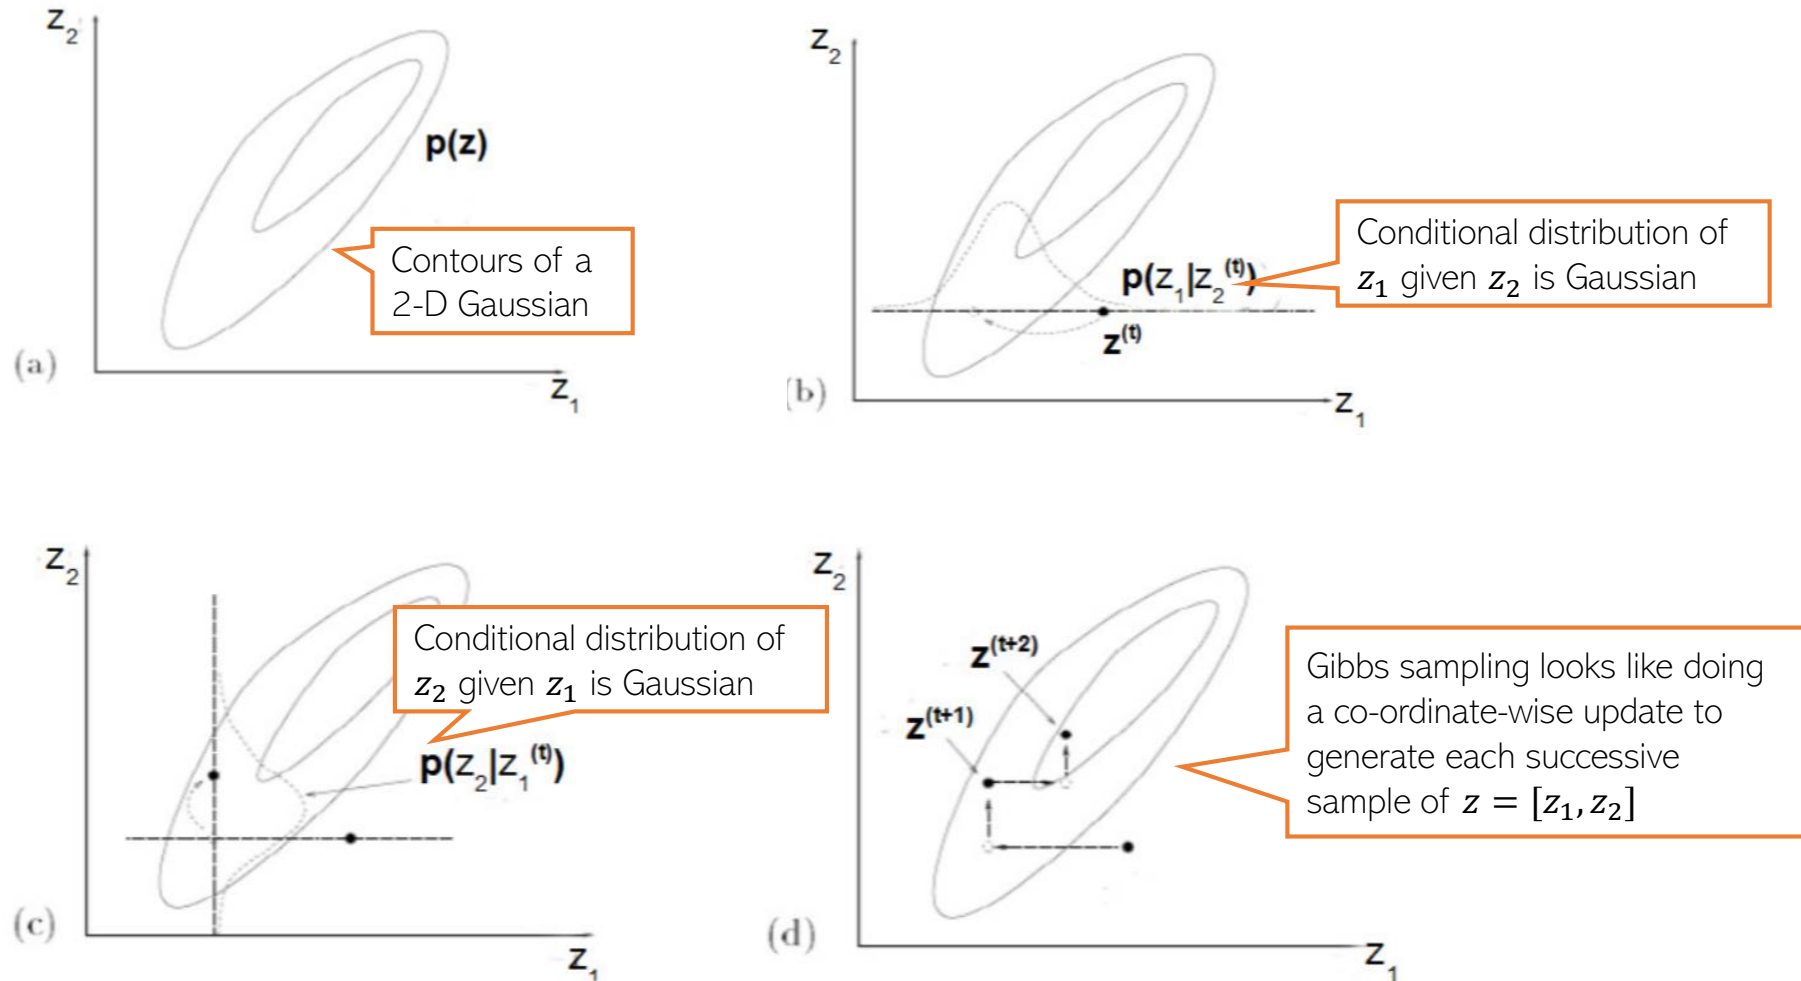 z₂
p(z)
Contours of a
2-D Gaussian
(a)
z₁
z₂
Conditional distribution of
z₁ given z₂ is Gaussian
p(z₁|z₂⁽ᵗ⁾)
z⁽ᵗ⁾
(b)
z₁
z₂
Conditional distribution of
z₂ given z₁ is Gaussian
p(z₂|z₁⁽ᵗ⁾)
(c)
z₁
z₂
z⁽ᵗ⁺²⁾
z⁽ᵗ⁺¹⁾
Gibbs sampling looks like doing
a co-ordinate-wise update to
generate each successive
sample of z = [z₁, z₂]
(d)
z₁